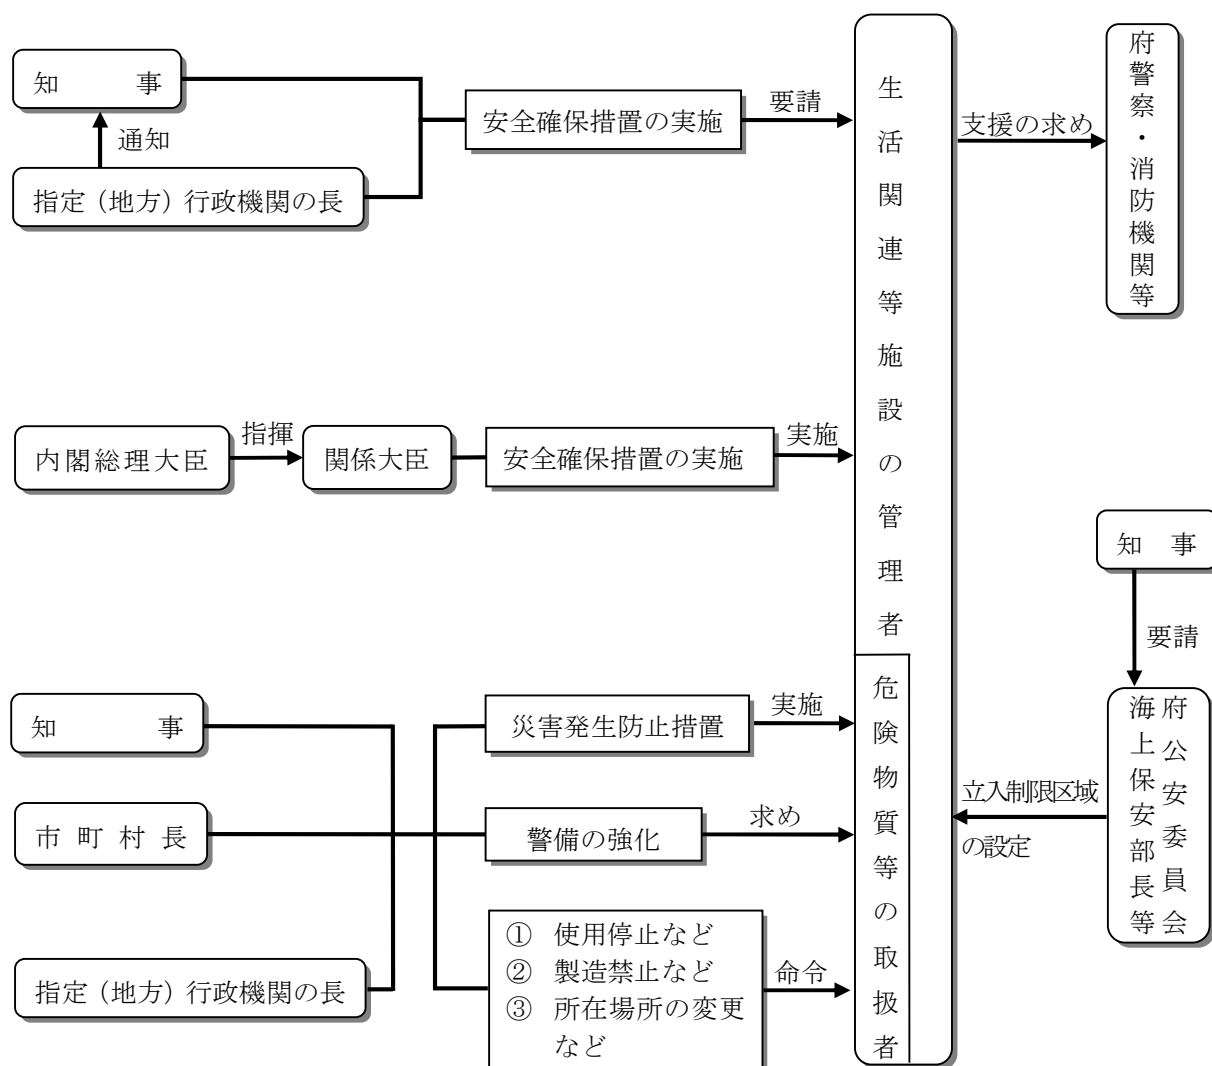 知　　　事
通知
指定（地方）行政機関の長
安全確保措置の実施
要請
生活関連等施設の管理者
支援の求め
府警察・消防機関等
内閣総理大臣
指揮
関係大臣
安全確保措置の実施
実施
知　事
要請
府公安委員会
海上保安部長等
立入制限区域
の設定
知　　　事
市町村長
指定（地方）行政機関の長
災害発生防止措置
実施
警備の強化
求め
①　使用停止など
②　製造禁止など
③　所在場所の変更
など
命令
危険物質等の取扱者